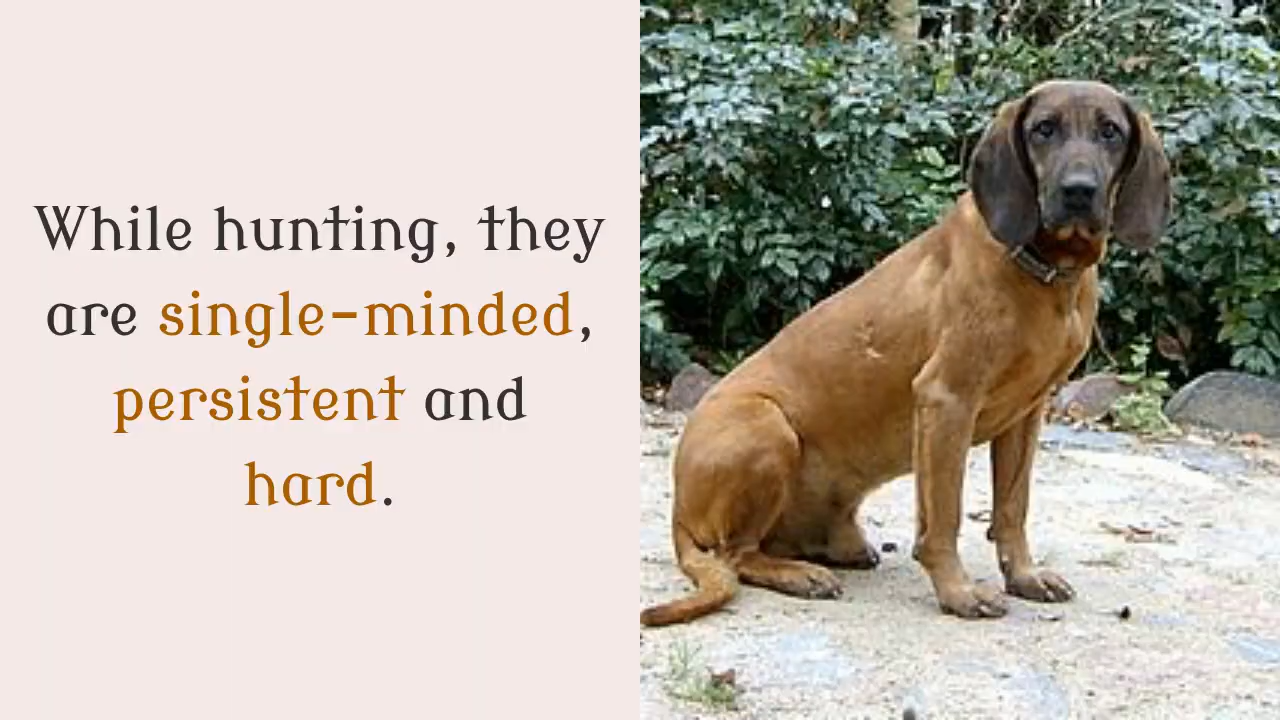 While hunting, they
are single-minded,
persistent and
hard.